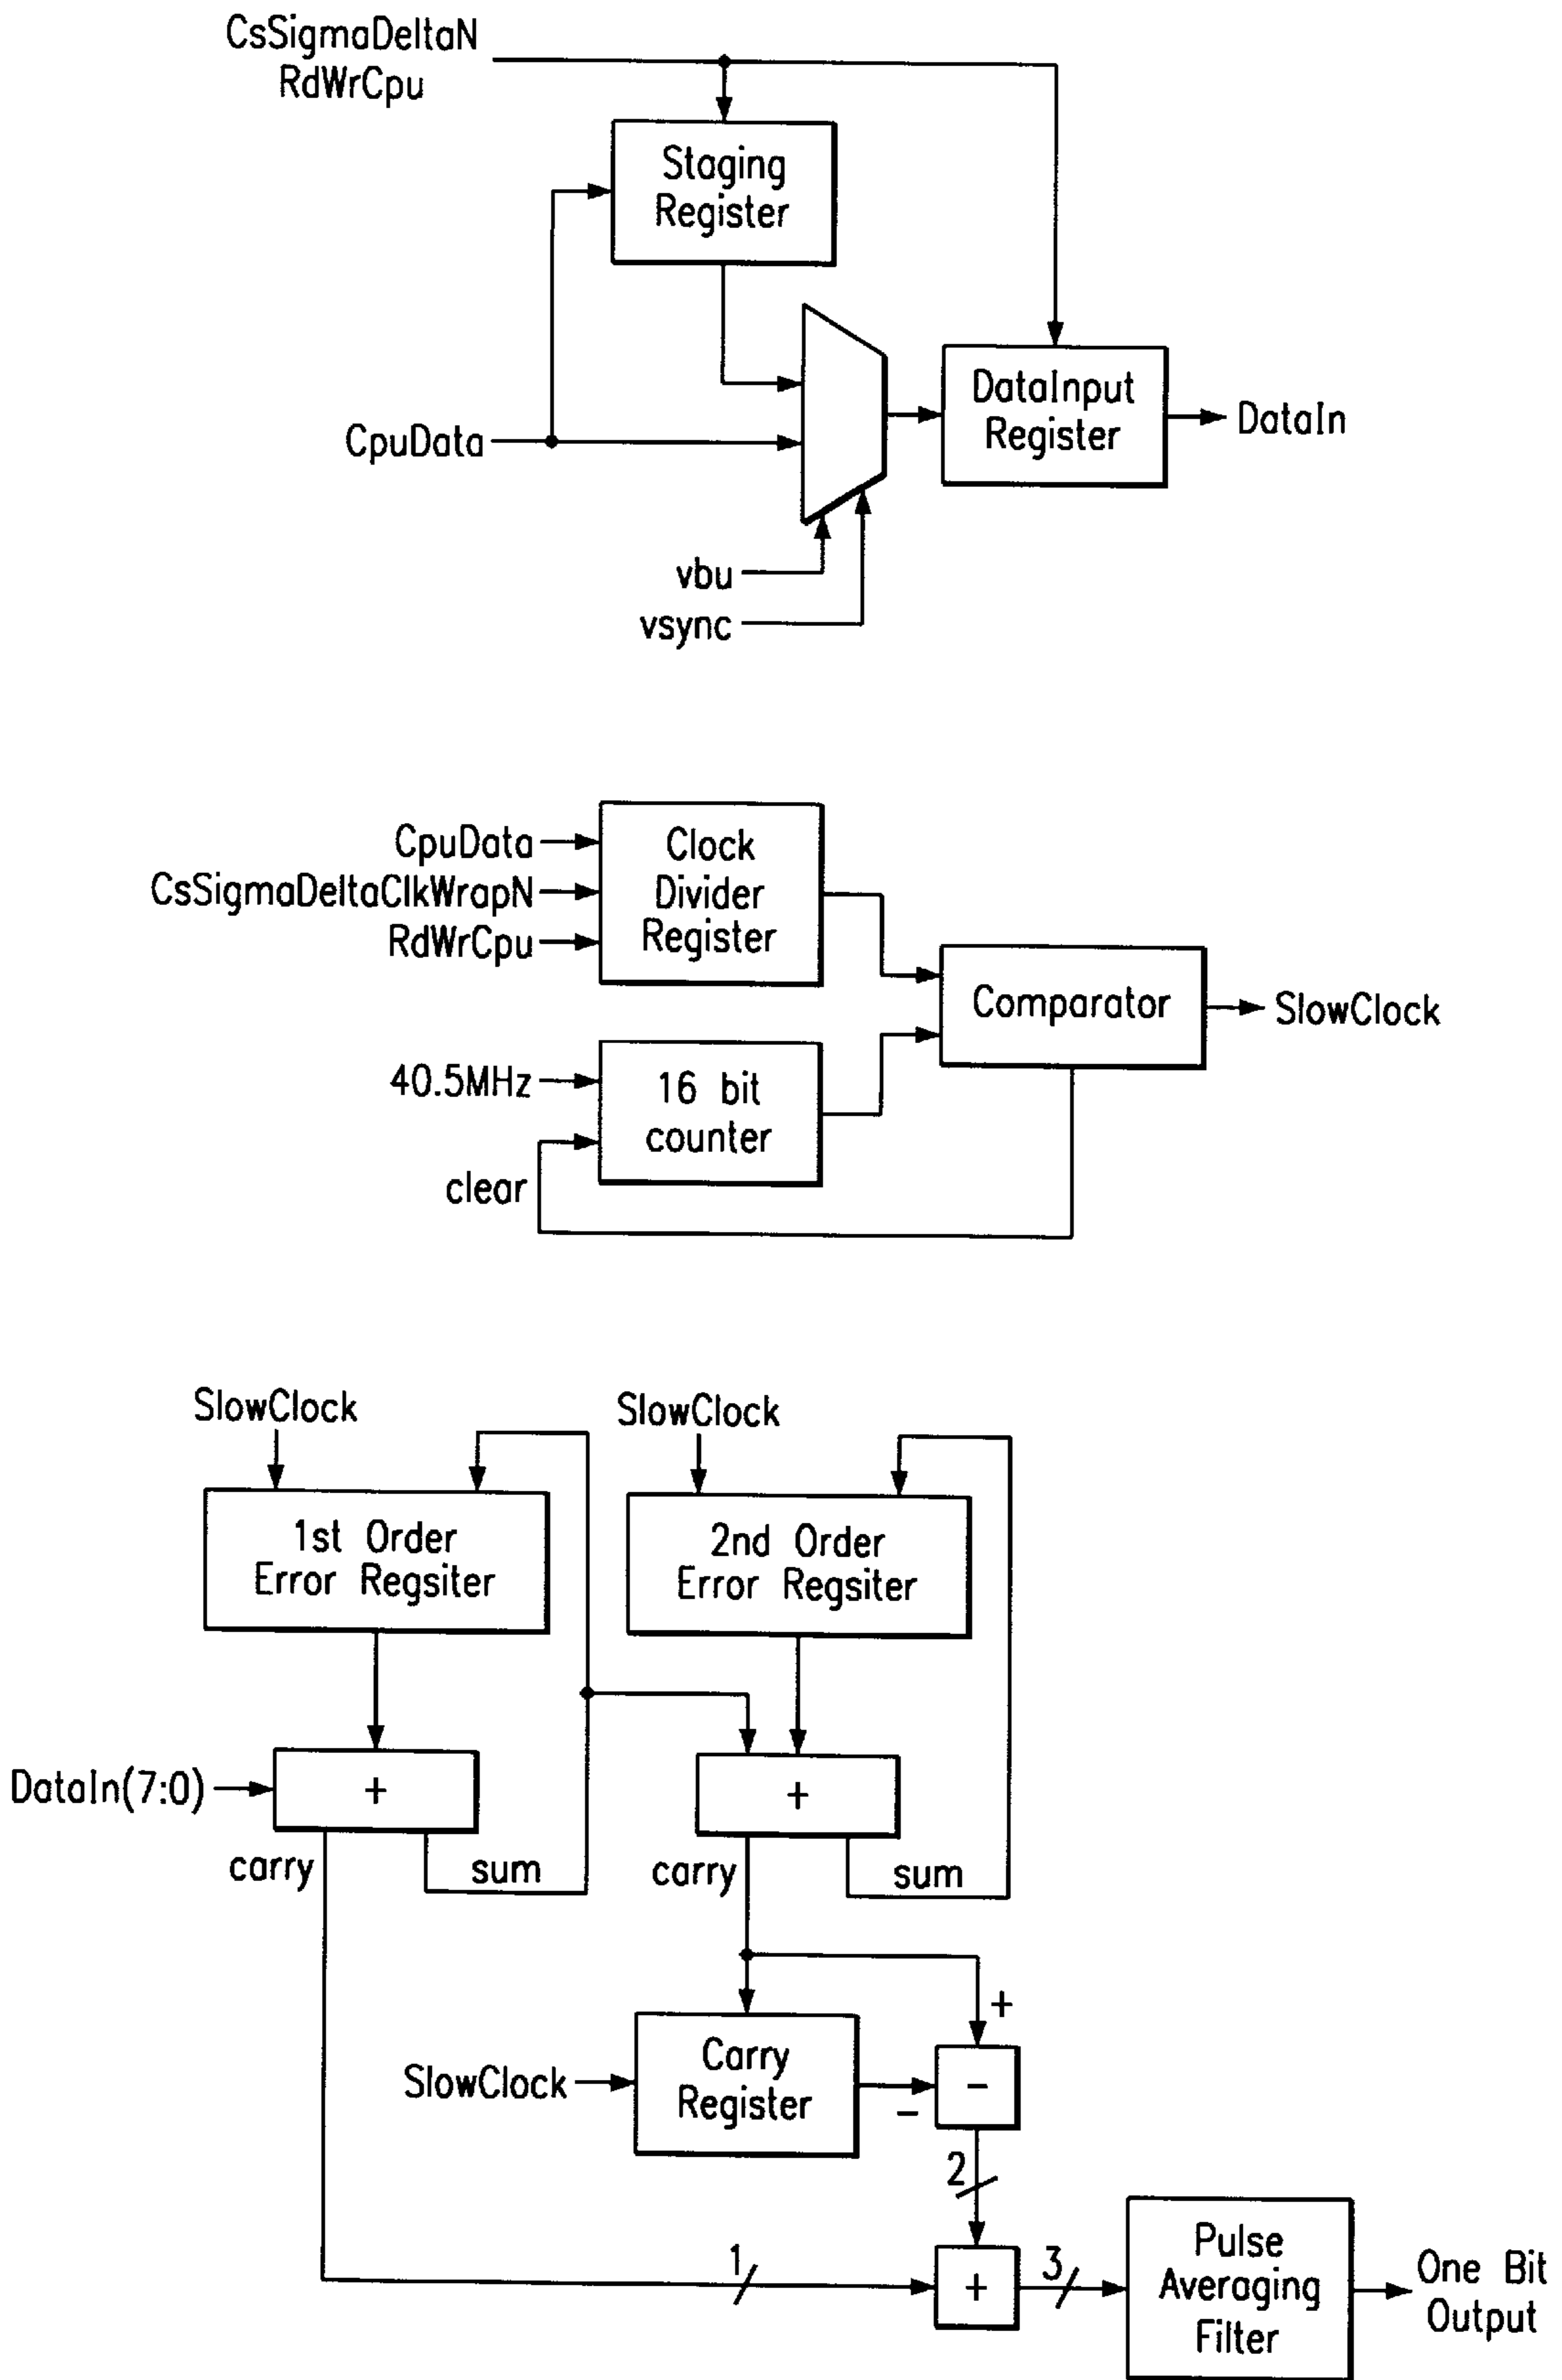 CsSigmaDeltaN
RdWrCpu
Staging
Register
CpuData
DataInput
Register
DataIn
vbu
vsync
CpuData
CsSigmaDeltaClkWrapN
RdWrCpu
Clock
Divider
Register
Comparator
SlowClock
40.5MHz
16 bit
counter
clear
SlowClock
SlowClock
1st Order
Error Regsiter
2nd Order
Error Regsiter
DataIn(7:0)
+
+
carry
sum
carry
sum
+
SlowClock
Carry
Register
-
-
2
1
+
3
Pulse
Averaging
Filter
One Bit
Output